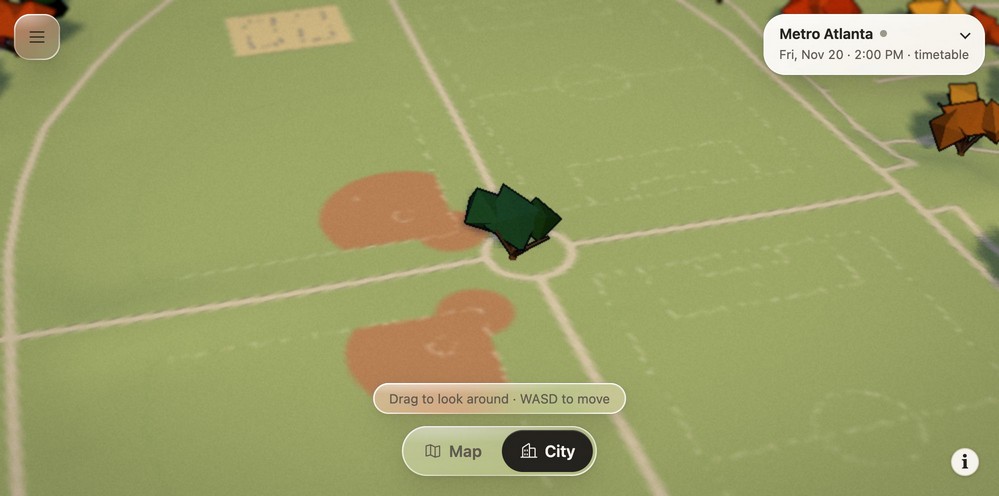 Metro Atlanta
Fri, Nov 20 · 2:00 PM · timetable
Drag to look around · WASD to move
Map
City
i